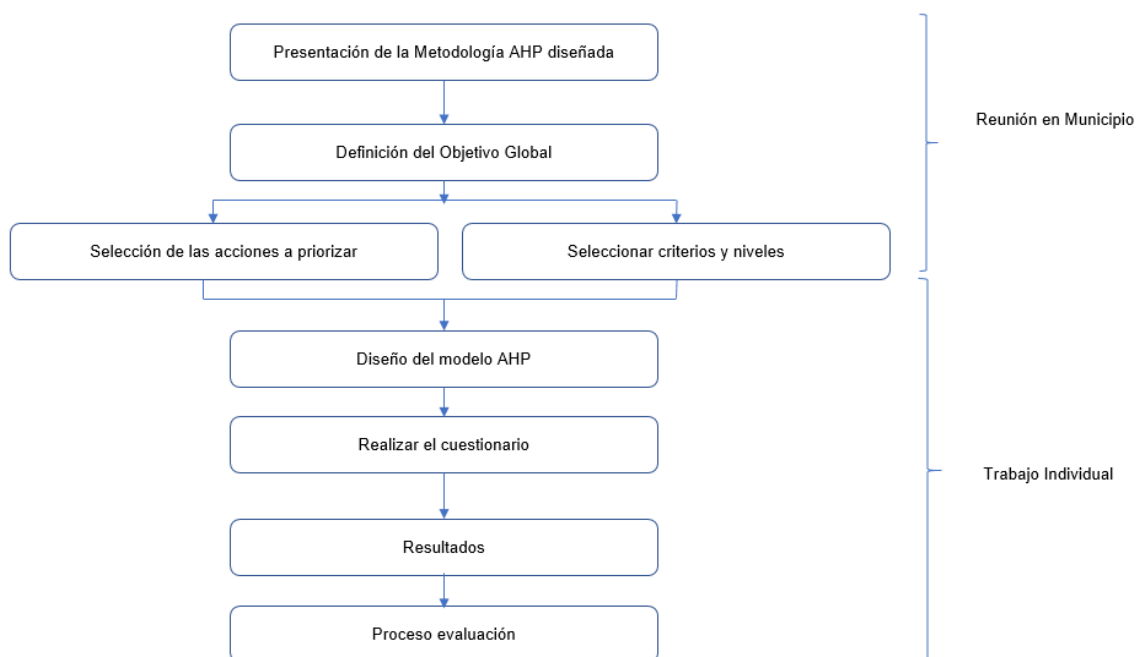 Presentación de la Metodología AHP diseñada
Reunión en Municipio
Definición del Objetivo Global
Selección de las acciones a priorizar
Seleccionar criterios y niveles
Diseño del modelo AHP
Realizar el cuestionario
Trabajo Individual
Resultados
Proceso evaluación